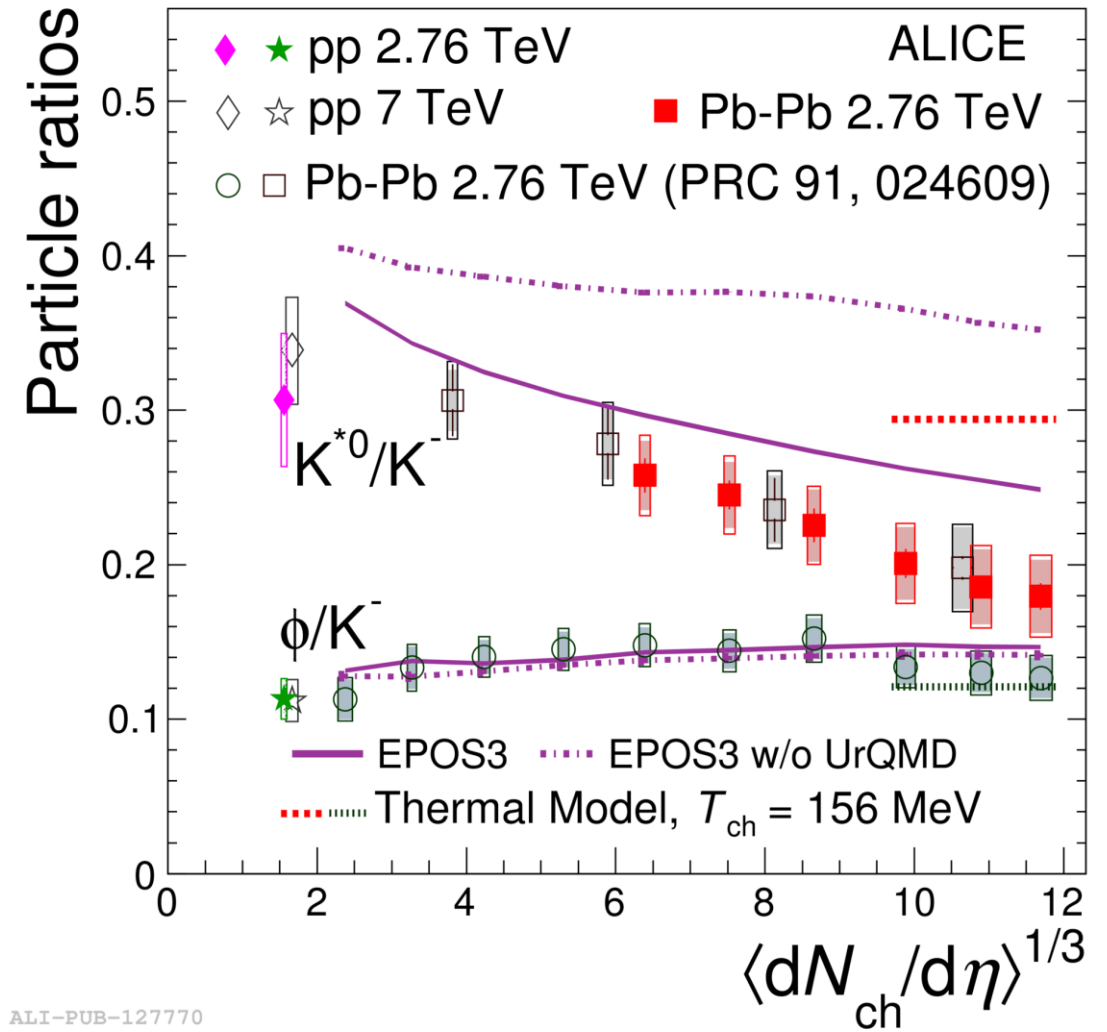 Particle ratios
pp 2.76 TeV
ALICE
pp 7 TeV
Pb-Pb 2.76 TeV
Pb-Pb 2.76 TeV (PRC 91, 024609)
0.5
0.4
0.3
0.2
0.1
0
K*0/K-
ϕ/K-
EPOS3
EPOS3 w/o UrQMD
Thermal Model, Tch = 156 MeV
0 2 4 6 8 10 12
⟨dNch/dη⟩1/3
ALI-PUB-127770